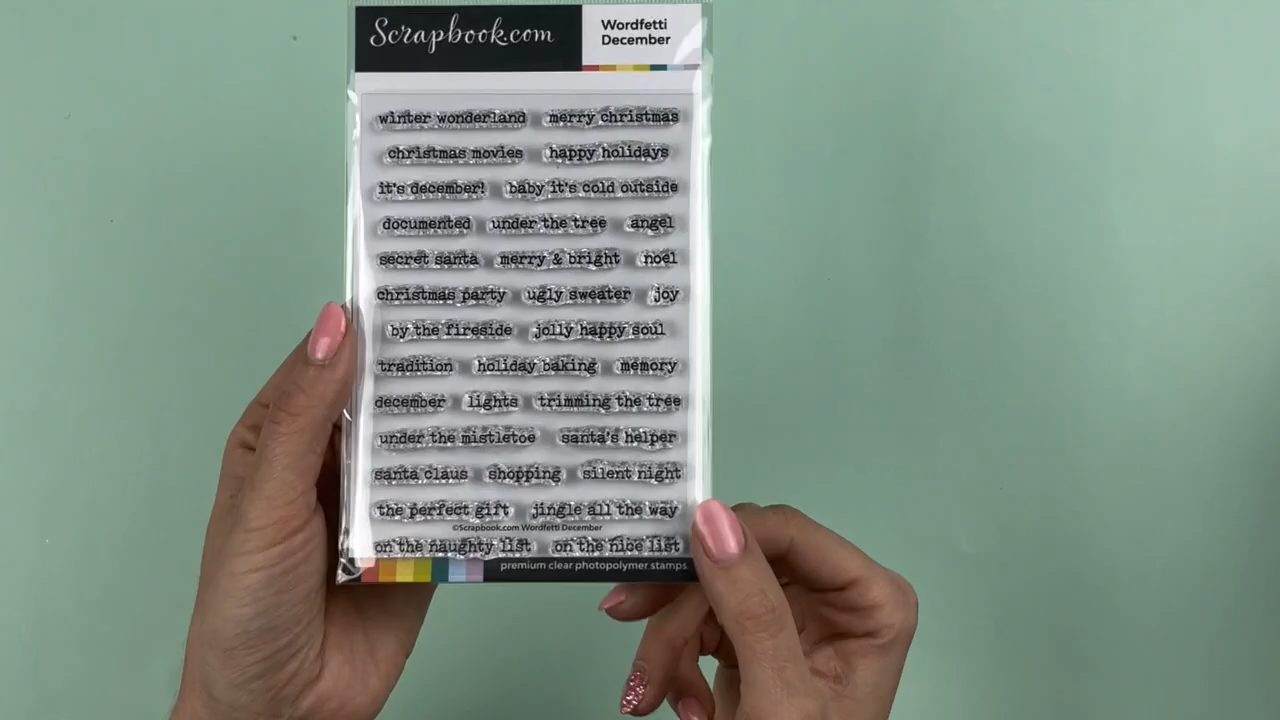 Scrapbook.com
Wordfetti
December
winter wonderland merry christmas
christmas movies happy holidays
it's december! baby it's cold outside
documented under the tree angel
secret santa merry & bright noel
christmas party ugly sweater joy
by the fireside jolly happy soul
tradition holiday baking memory
december lights trimming the tree
under the mistletoe santa's helper
santa claus shopping silent night
the perfect gift jingle all the way
©Scrapbook.com Wordfetti December
on the naughty list on the nice list
premium clear photopolymer stamps